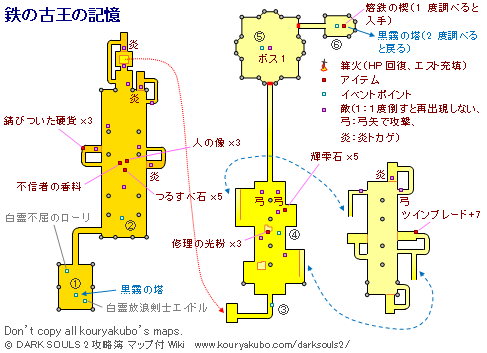 鉄の古王の記憶
炎
炎
錆びついた硬貨×3
人の像×3
炎
不信者の香料
つるすべ石×5
白霊不屈のローリ
②
①
黒霧の塔
白霊放浪剣士エイドル
⑤
ボス1
⑥
熔鉄の楔(1度調べると
入手)
黒霧の塔(2度調べる
と戻る)
篝火(HP回復、エスト充填)
アイテム
イベントポイント
敵(1:1度倒すと再出現しない、
弓:弓矢で攻撃、
炎:炎トカゲ)
輝雫石×5
弓
弓
④
修理の光粉×3
③
炎
弓
ツインブレード+7
Don't copy all kouryakubo's maps.
© DARK SOULS 2 攻略簿 マップ付 Wiki www.kouryakubo.com/darksouls2/